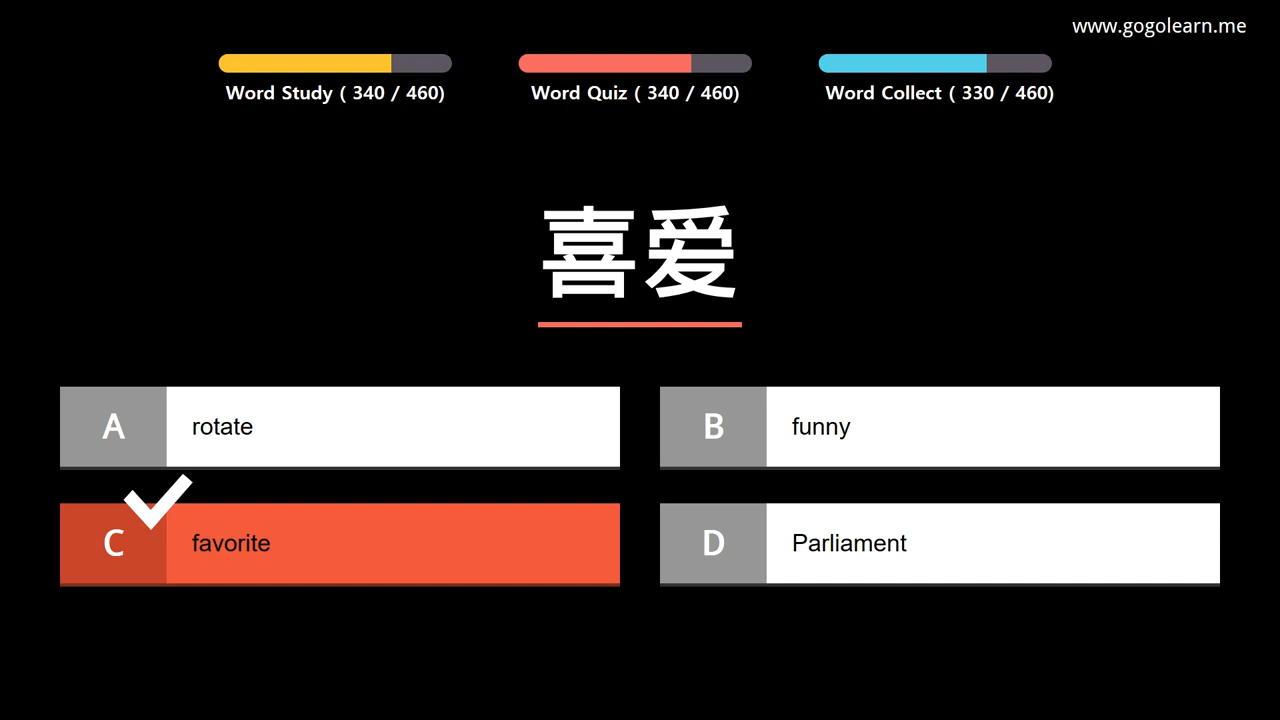 www.gogolearn.me
Word Study ( 340 / 460)
Word Quiz ( 340 / 460)
Word Collect ( 330 / 460)
喜爱
A rotate
B funny
C favorite
D Parliament